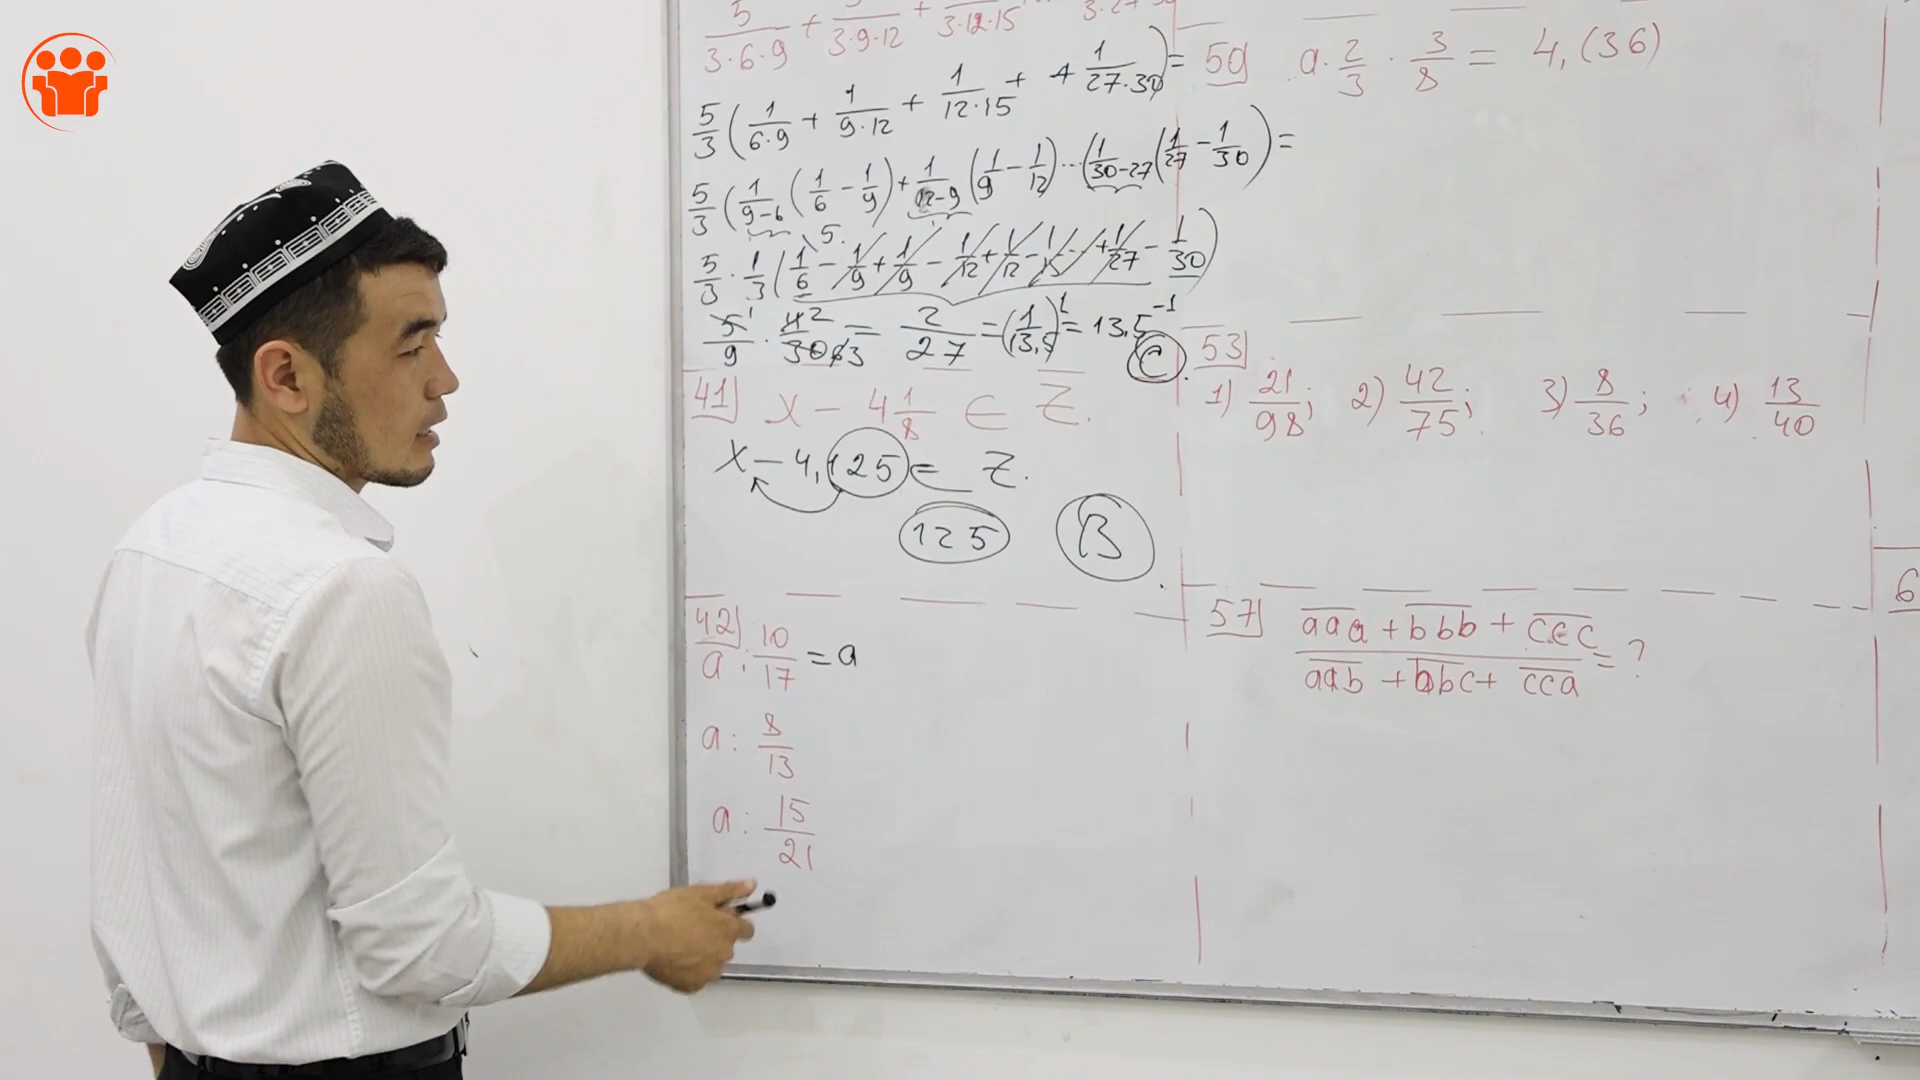 5/(3·6·9) + /(3·9·12) + /(3·12·15)
5/3 (1/(6·9) + 1/(9·12) + 1/(12·15) + + 1/(27·30)) =
5/3 (1/(9-6) (1/6 - 1/9) + 1/(12-9) (1/9 - 1/12) ... (1/(30-27) (1/27 - 1/30)) =
5/3 · 1/3 (1/6 - 1/9 + 1/9 - 1/12 + 1/12 - 1/15 ... + 1/27 - 1/30)
5.
5/9 · 4/30 = 2/27 = (1/13,5)^1 = 13,5^-1 (C).
41) x - 4 1/8 ∈ Z.
x - 4,125 = Z.
125 B.
42) a : 10/17 = a
a : 8/13
a : 15/21
50 a · 2/3 · 3/8 = 4,(36)
53) 1) 21/98; 2) 42/75; 3) 8/36; 4) 13/40
57) (aaa + bbb + ccc)/(aab + bbc + cca) = ?
6